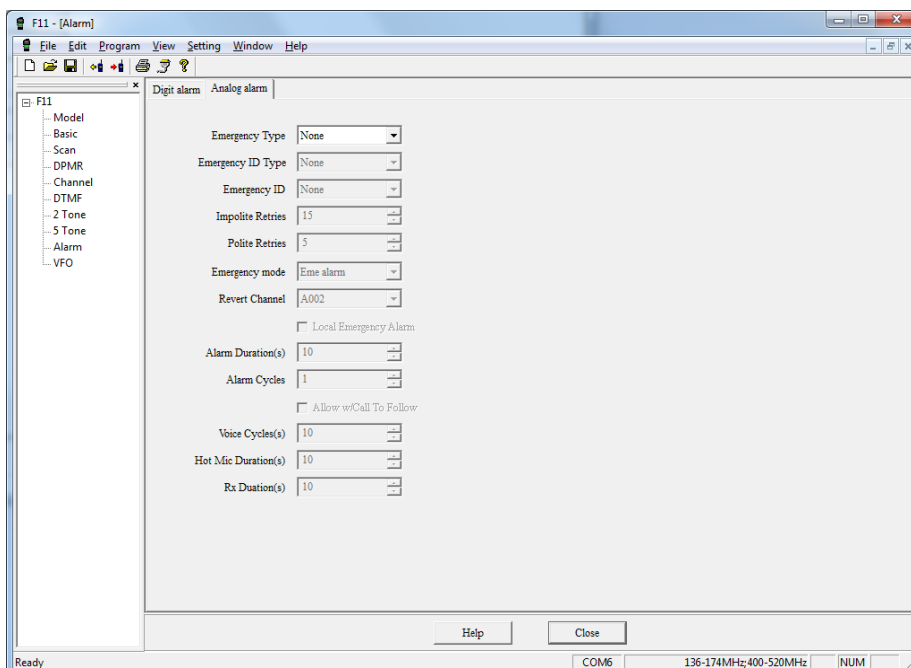 F11 - [Alarm]
File Edit Program View Setting Window Help
F11
Model
Basic
Scan
DPMR
Channel
DTMF
2 Tone
5 Tone
Alarm
VFO
Digit alarm Analog alarm
Emergency Type None
Emergency ID Type None
Emergency ID None
Impolite Retries 15
Polite Retries 5
Emergency mode Eme alarm
Revert Channel A002
Local Emergency Alarm
Alarm Duration(s) 10
Alarm Cycles 1
Allow w/Call To Follow
Voice Cycles(s) 10
Hot Mic Duration(s) 10
Rx Duation(s) 10
Help Close
Ready COM6 136-174MHz;400-520MHz NUM